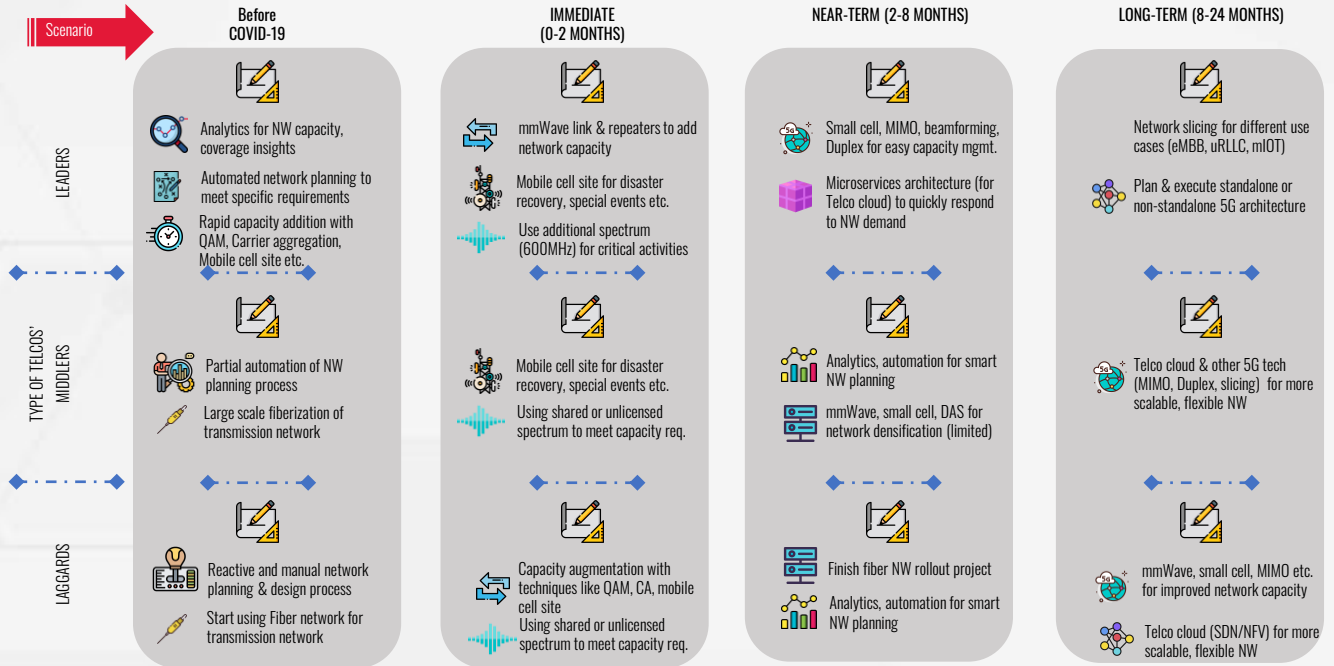 Scenario
Before
COVID-19
IMMEDIATE
(0-2 MONTHS)
NEAR-TERM (2-8 MONTHS)
LONG-TERM (8-24 MONTHS)
TYPE OF TELCOS'
LEADERS
Analytics for NW capacity,
coverage insights
Automated network planning to
meet specific requirements
Rapid capacity addition with
QAM, Carrier aggregation,
Mobile cell site etc.
mmWave link & repeaters to add
network capacity
Mobile cell site for disaster
recovery, special events etc.
Use additional spectrum
(600MHz) for critical activities
5G
Small cell, MIMO, beamforming,
Duplex for easy capacity mgmt.
Microservices architecture (for
Telco cloud) to quickly respond
to NW demand
Network slicing for different use
cases (eMBB, uRLLC, mIOT)
Plan & execute standalone or
non-standalone 5G architecture
MIDDLERS
Partial automation of NW
planning process
Large scale fiberization of
transmission network
Mobile cell site for disaster
recovery, special events etc.
Using shared or unlicensed
spectrum to meet capacity req.
Analytics, automation for smart
NW planning
mmWave, small cell, DAS for
network densification (limited)
5G
Telco cloud & other 5G tech
(MIMO, Duplex, slicing) for more
scalable, flexible NW
LAGGARDS
Reactive and manual network
planning & design process
Start using Fiber network for
transmission network
Capacity augmentation with
techniques like QAM, CA, mobile
cell site
Using shared or unlicensed
spectrum to meet capacity req.
Finish fiber NW rollout project
Analytics, automation for smart
NW planning
5G
mmWave, small cell, MIMO etc.
for improved network capacity
Telco cloud (SDN/NFV) for more
scalable, flexible NW